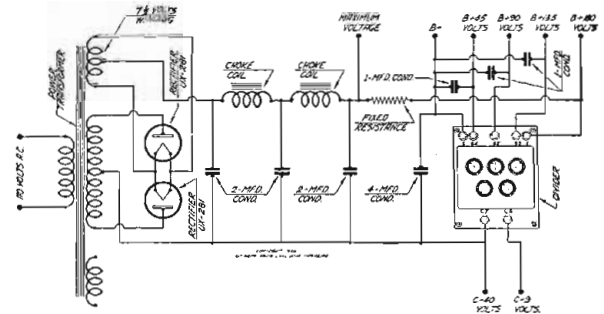 7½ VOLTS
WINDING
POWER
TRANSFORMER
110 VOLTS A.C.
RECTIFIER
UX-281
RECTIFIER
UX-281
CHOKE
COIL
CHOKE
COIL
MAXIMUM
VOLTAGE
B-
B+45
VOLTS
B+90
VOLTS
B+135
VOLTS
B+180
VOLTS
1-MFD. COND.
1-MFD.
COND.
FIXED
RESISTANCE
2-MFD.
COND.
8-MFD.
COND.
4-MFD.
COND.
DIVIDER
C-40
VOLTS
C-9
VOLTS.